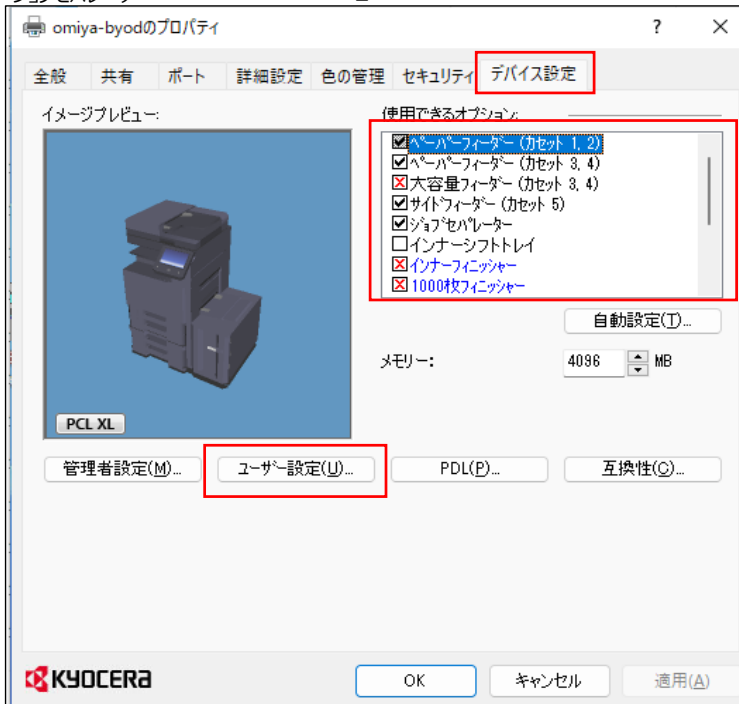 omiya-byodのプロパティ ? ×
全般 共有 ポート 詳細設定 色の管理 セキュリティ デバイス設定
イメージプレビュー:
使用できるオプション:
ペーパーフィーダー (カセット 1, 2)
ペーパーフィーダー (カセット 3, 4)
大容量フィーダー (カセット 3, 4)
サイドフィーダー (カセット 5)
ジョブセパレーター
インナーシフトトレイ
インナーフィニッシャー
1000枚フィニッシャー
自動設定(T)...
メモリー: 4096 MB
PCL XL
管理者設定(M)... ユーザー設定(U)... PDL(P)... 互換性(C)...
KYOCERA
OK キャンセル 適用(A)